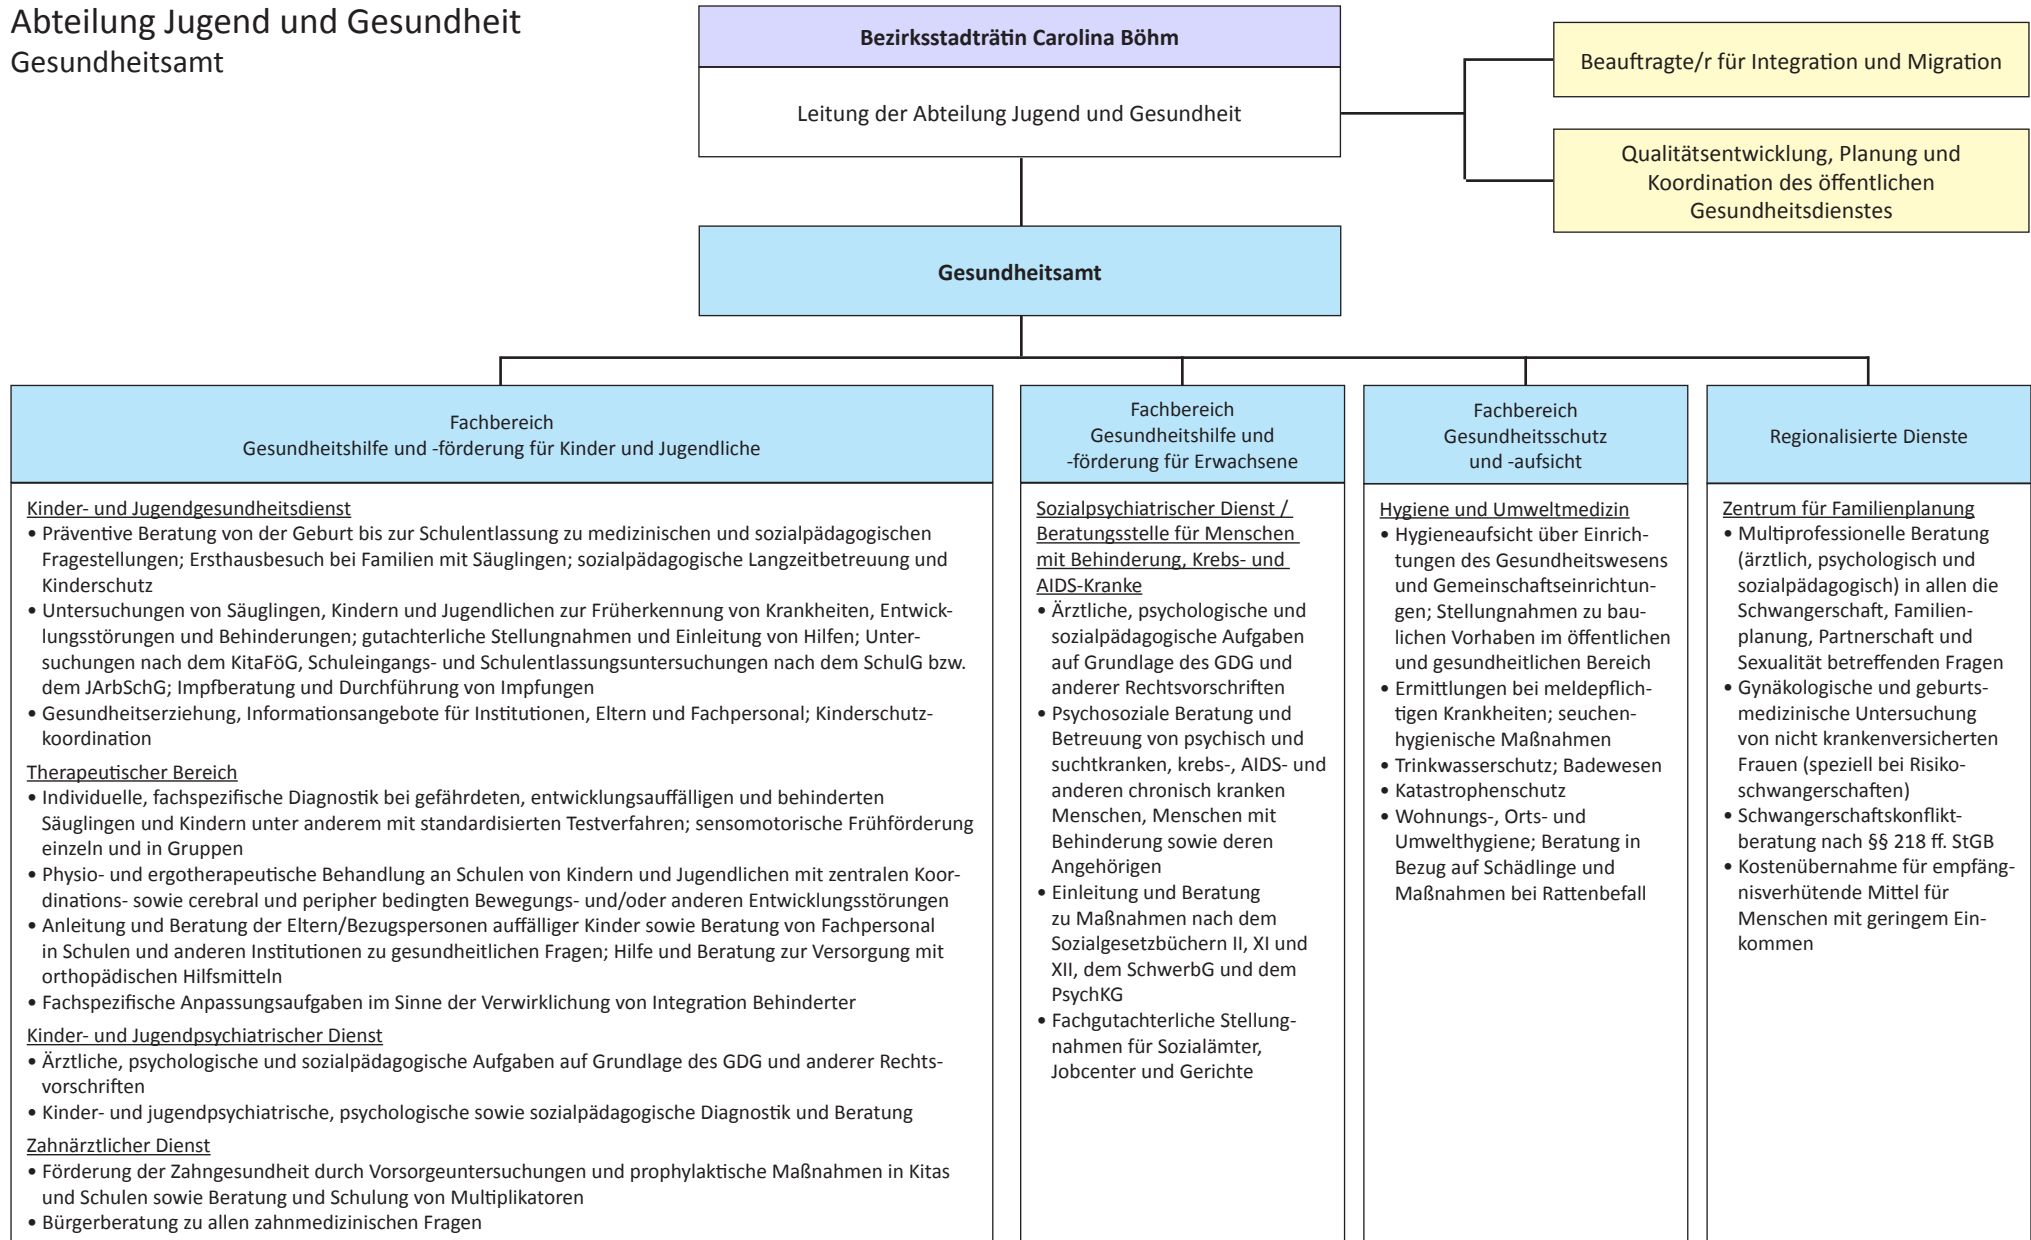 Abteilung Jugend und Gesundheit
Gesundheitsamt
Bezirksstadträtin Carolina Böhm
Leitung der Abteilung Jugend und Gesundheit
Beauftragte/r für Integration und Migration
Qualitätsentwicklung, Planung und
Koordination des öffentlichen
Gesundheitsdienstes
Gesundheitsamt
Fachbereich
Gesundheitshilfe und -förderung für Kinder und Jugendliche
Kinder- und Jugendgesundheitsdienst
• Präventive Beratung von der Geburt bis zur Schulentlassung zu medizinischen und sozialpädagogischen
Fragestellungen; Ersthausbesuch bei Familien mit Säuglingen; sozialpädagogische Langzeitbetreuung und
Kinderschutz
• Untersuchungen von Säuglingen, Kindern und Jugendlichen zur Früherkennung von Krankheiten, Entwick-
lungsstörungen und Behinderungen; gutachterliche Stellungnahmen und Einleitung von Hilfen; Unter-
suchungen nach dem KitaFöG, Schuleingangs- und Schulentlassungsuntersuchungen nach dem SchulG bzw.
dem JArbSchG; Impfberatung und Durchführung von Impfungen
• Gesundheitserziehung, Informationsangebote für Institutionen, Eltern und Fachpersonal; Kinderschutz-
koordination
Therapeutischer Bereich
• Individuelle, fachspezifische Diagnostik bei gefährdeten, entwicklungsauffälligen und behinderten
Säuglingen und Kindern unter anderem mit standardisierten Testverfahren; sensomotorische Frühförderung
einzeln und in Gruppen
• Physio- und ergotherapeutische Behandlung an Schulen von Kindern und Jugendlichen mit zentralen Koor-
dinations- sowie cerebral und peripher bedingten Bewegungs- und/oder anderen Entwicklungsstörungen
• Anleitung und Beratung der Eltern/Bezugspersonen auffälliger Kinder sowie Beratung von Fachpersonal
in Schulen und anderen Institutionen zu gesundheitlichen Fragen; Hilfe und Beratung zur Versorgung mit
orthopädischen Hilfsmitteln
• Fachspezifische Anpassungsaufgaben im Sinne der Verwirklichung von Integration Behinderter
Kinder- und Jugendpsychiatrischer Dienst
• Ärztliche, psychologische und sozialpädagogische Aufgaben auf Grundlage des GDG und anderer Rechts-
vorschriften
• Kinder- und jugendpsychiatrische, psychologische sowie sozialpädagogische Diagnostik und Beratung
Zahnärztlicher Dienst
• Förderung der Zahngesundheit durch Vorsorgeuntersuchungen und prophylaktische Maßnahmen in Kitas
und Schulen sowie Beratung und Schulung von Multiplikatoren
• Bürgerberatung zu allen zahnmedizinischen Fragen
Fachbereich
Gesundheitshilfe und
-förderung für Erwachsene
Sozialpsychiatrischer Dienst /
Beratungsstelle für Menschen
mit Behinderung, Krebs- und
AIDS-Kranke
• Ärztliche, psychologische und
sozialpädagogische Aufgaben
auf Grundlage des GDG und
anderer Rechtsvorschriften
• Psychosoziale Beratung und
Betreuung von psychisch und
suchtkranken, krebs-, AIDS- und
anderen chronisch kranken
Menschen, Menschen mit
Behinderung sowie deren
Angehörigen
• Einleitung und Beratung
zu Maßnahmen nach dem
Sozialgesetzbüchern II, XI und
XII, dem SchwerbG und dem
PsychKG
• Fachgutachterliche Stellung-
nahmen für Sozialämter,
Jobcenter und Gerichte
Fachbereich
Gesundheitsschutz
und -aufsicht
Hygiene und Umweltmedizin
• Hygieneaufsicht über Einrich-
tungen des Gesundheitswesens
und Gemeinschaftseinrichtun-
gen; Stellungnahmen zu bau-
lichen Vorhaben im öffentlichen
und gesundheitlichen Bereich
• Ermittlungen bei meldepflich-
tigen Krankheiten; seuchen-
hygienische Maßnahmen
• Trinkwasserschutz; Badewesen
• Katastrophenschutz
• Wohnungs-, Orts- und
Umwelthygiene; Beratung in
Bezug auf Schädlinge und
Maßnahmen bei Rattenbefall
Regionalisierte Dienste
Zentrum für Familienplanung
• Multiprofessionelle Beratung
(ärztlich, psychologisch und
sozialpädagogisch) in allen die
Schwangerschaft, Familien-
planung, Partnerschaft und
Sexualität betreffenden Fragen
• Gynäkologische und geburts-
medizinische Untersuchung
von nicht krankenversicherten
Frauen (speziell bei Risiko-
schwangerschaften)
• Schwangerschaftskonflikt-
beratung nach §§ 218 ff. StGB
• Kostenübernahme für empfäng-
nisverhütende Mittel für
Menschen mit geringem Ein-
kommen